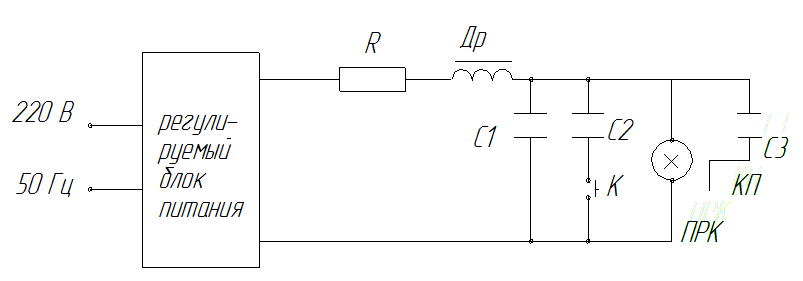 220 В
50 Гц
регули-
руемый
блок
питания
R
Др
С1
С2
К
С3
КП
ПРК